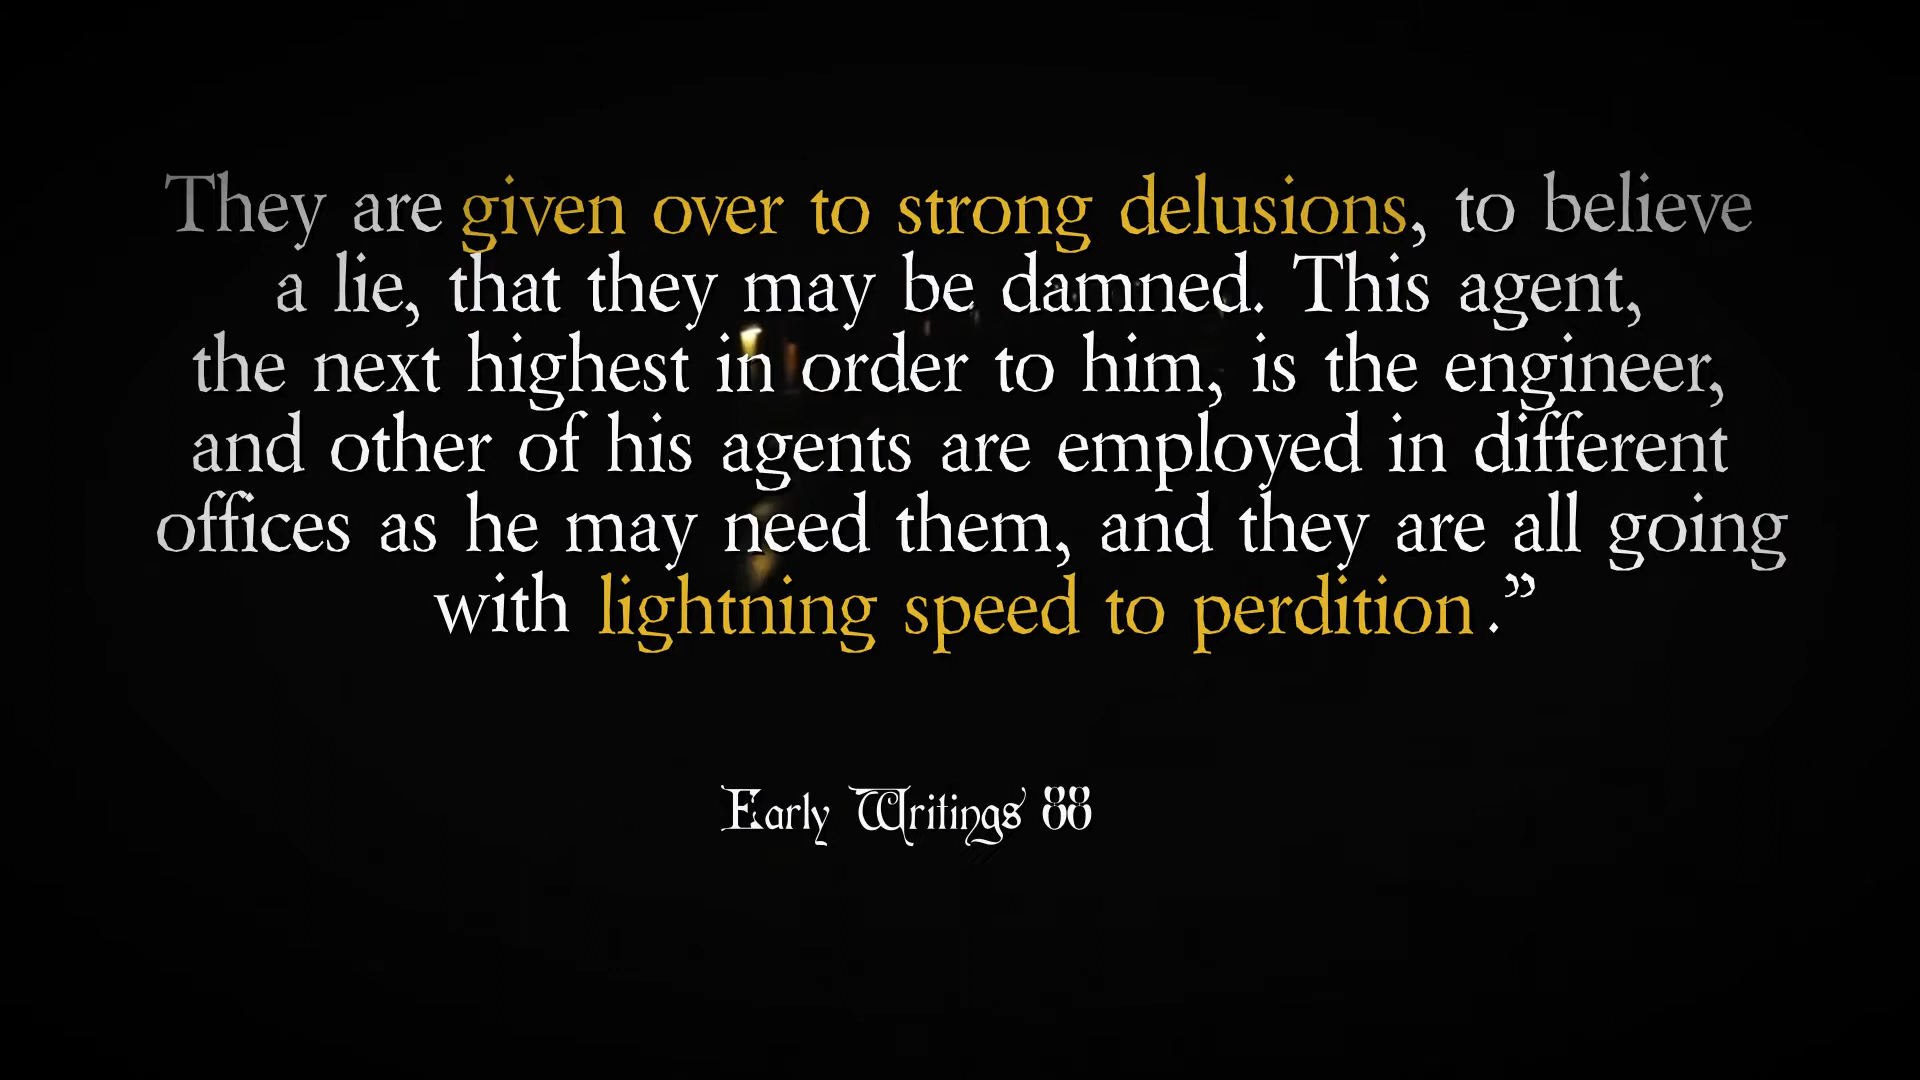 They are given over to strong delusions, to believe
a lie, that they may be damned. This agent,
the next highest in order to him, is the engineer,
and other of his agents are employed in different
offices as he may need them, and they are all going
with lightning speed to perdition.”
Early Writings 88